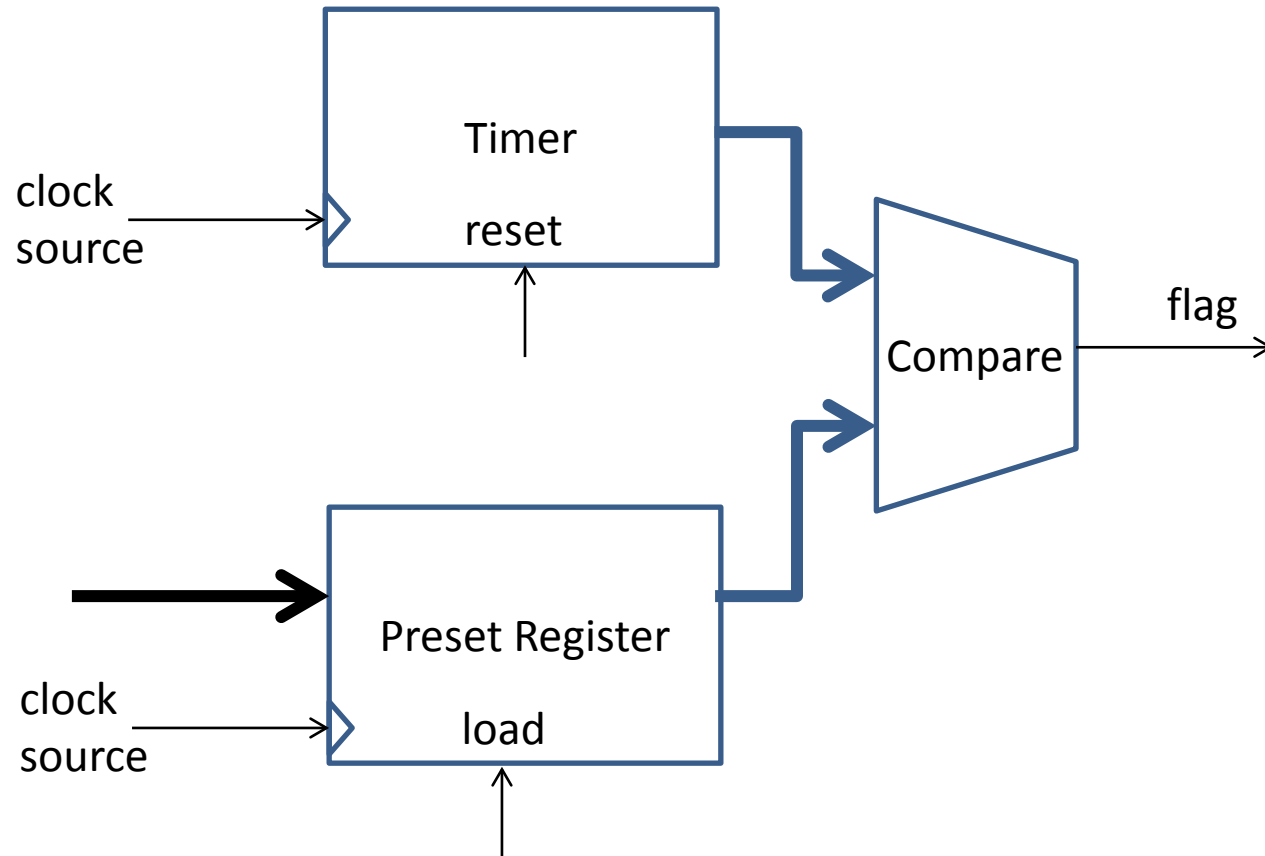 Timer
clock
source
reset
flag
Compare
Preset Register
clock
source
load